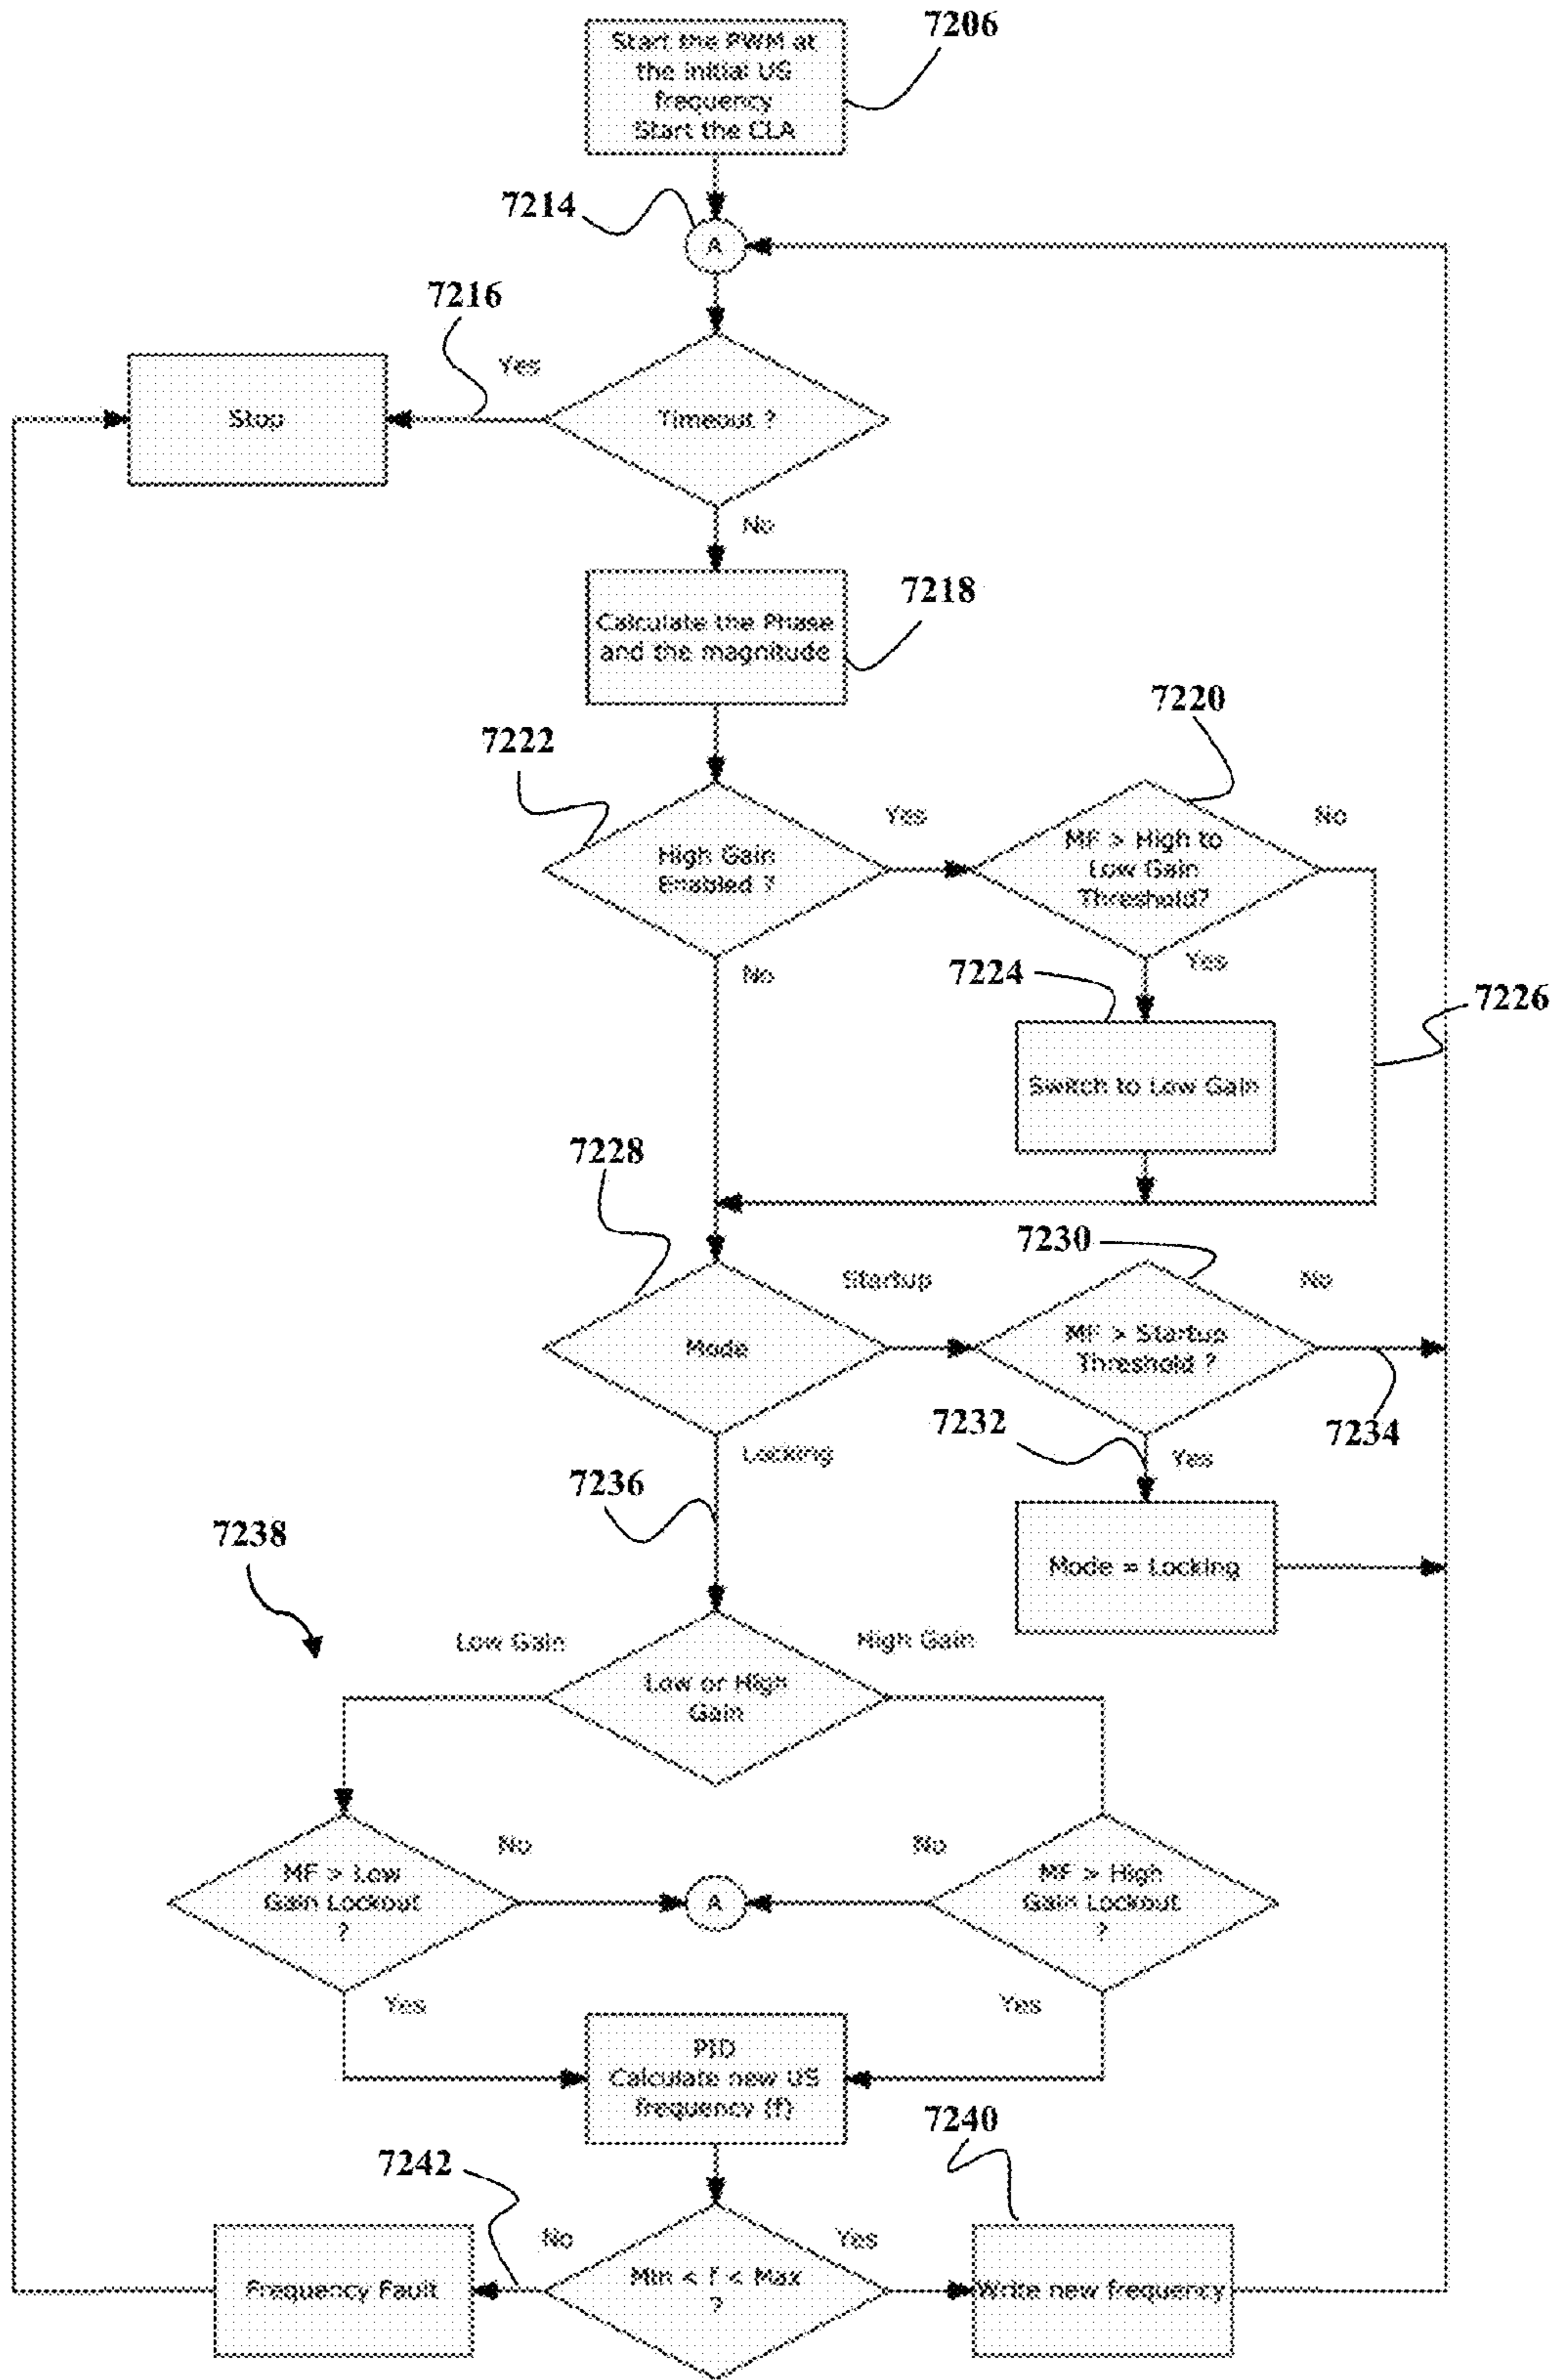 7206
Start the PWM at
the initial US
frequency
Start the CLA
7214
A
7216
Yes
Stop
Timeout ?
No
7218
Calculate the Phase
and the magnitude
7220
7222
Yes
No
High Gain
Enabled ?
MF > High to
Low Gain
Threshold?
No
Yes
7224
7226
Switch to Low Gain
7228
7230
Startup
No
Mode
MF > Startup
Threshold ?
7232
7234
Locking
Yes
7236
7238
Mode = Locking
Low Gain
High Gain
Low or High
Gain
No
No
MF > Low
Gain Lockout
?
A
MF > High
Gain Lockout
?
Yes
Yes
PID
Calculate new US
frequency (f)
7240
7242
No
Yes
Frequency Fault
Min < f < Max
?
Write new frequency